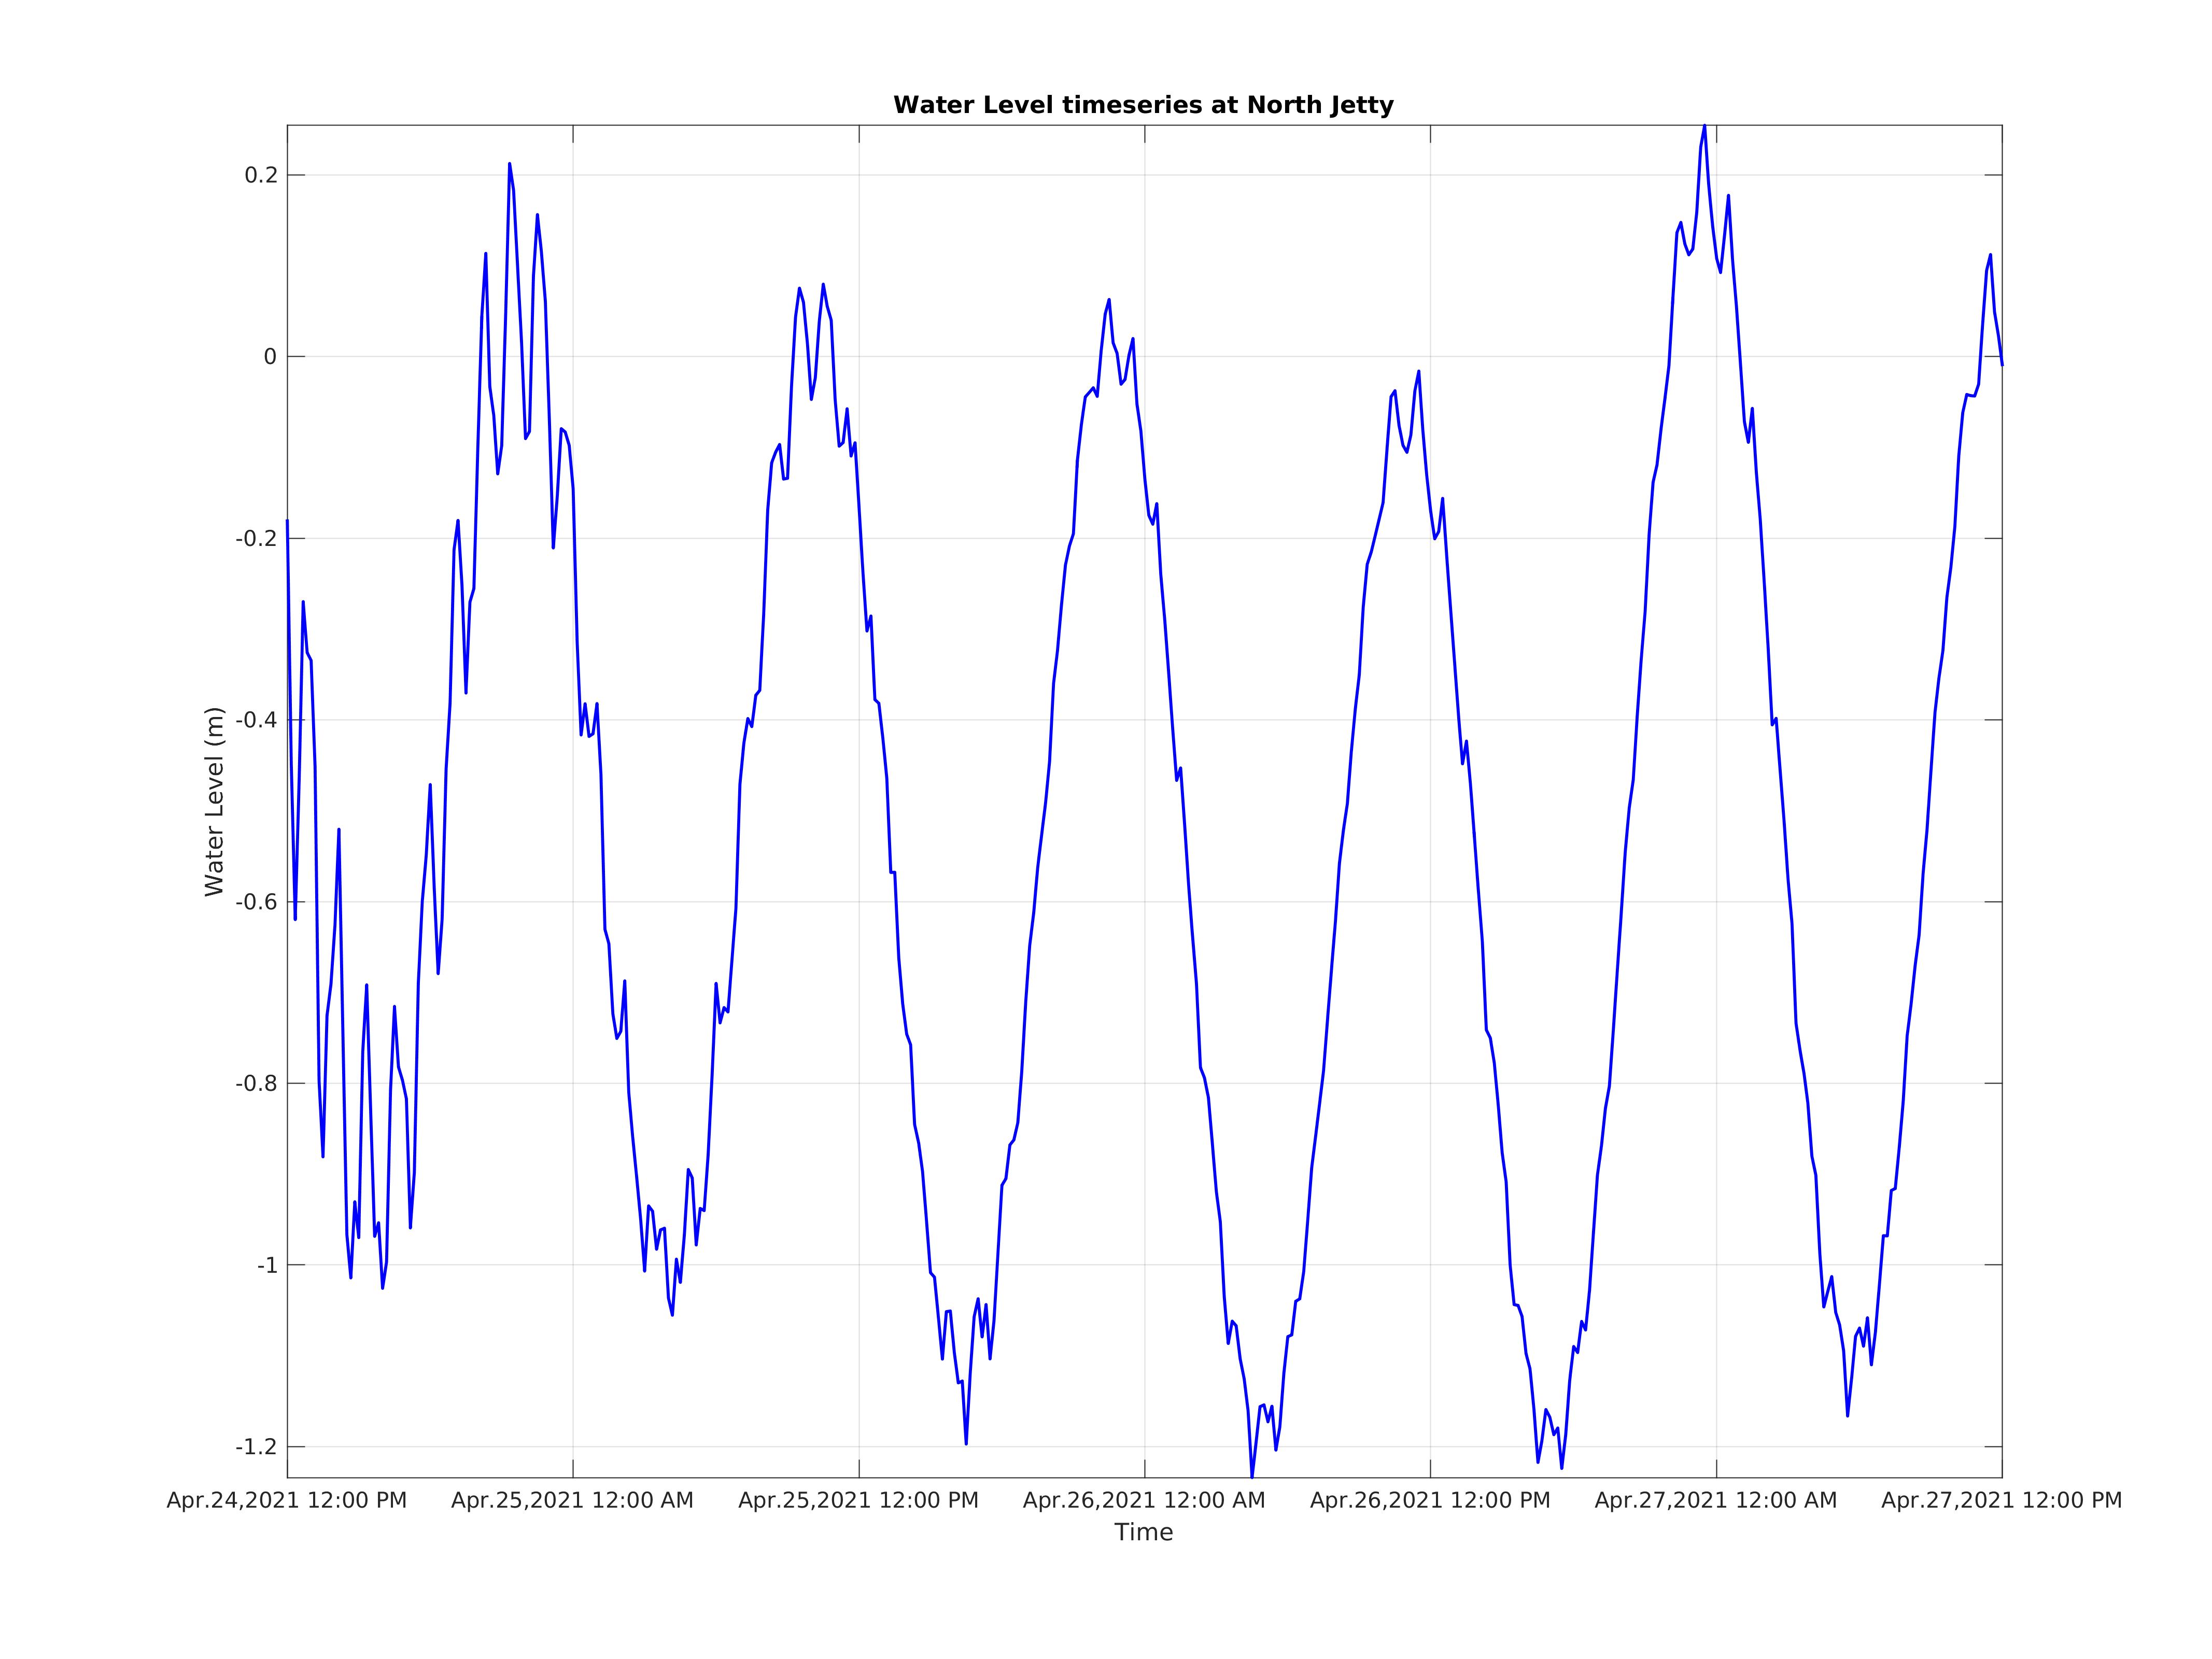 Water Level timeseries at North Jetty
0.2
0
-0.2
-0.4
-0.6
-0.8
-1
-1.2
Water Level (m)
Apr.24,2021 12:00 PM Apr.25,2021 12:00 AM Apr.25,2021 12:00 PM Apr.26,2021 12:00 AM Apr.26,2021 12:00 PM Apr.27,2021 12:00 AM Apr.27,2021 12:00 PM
Time